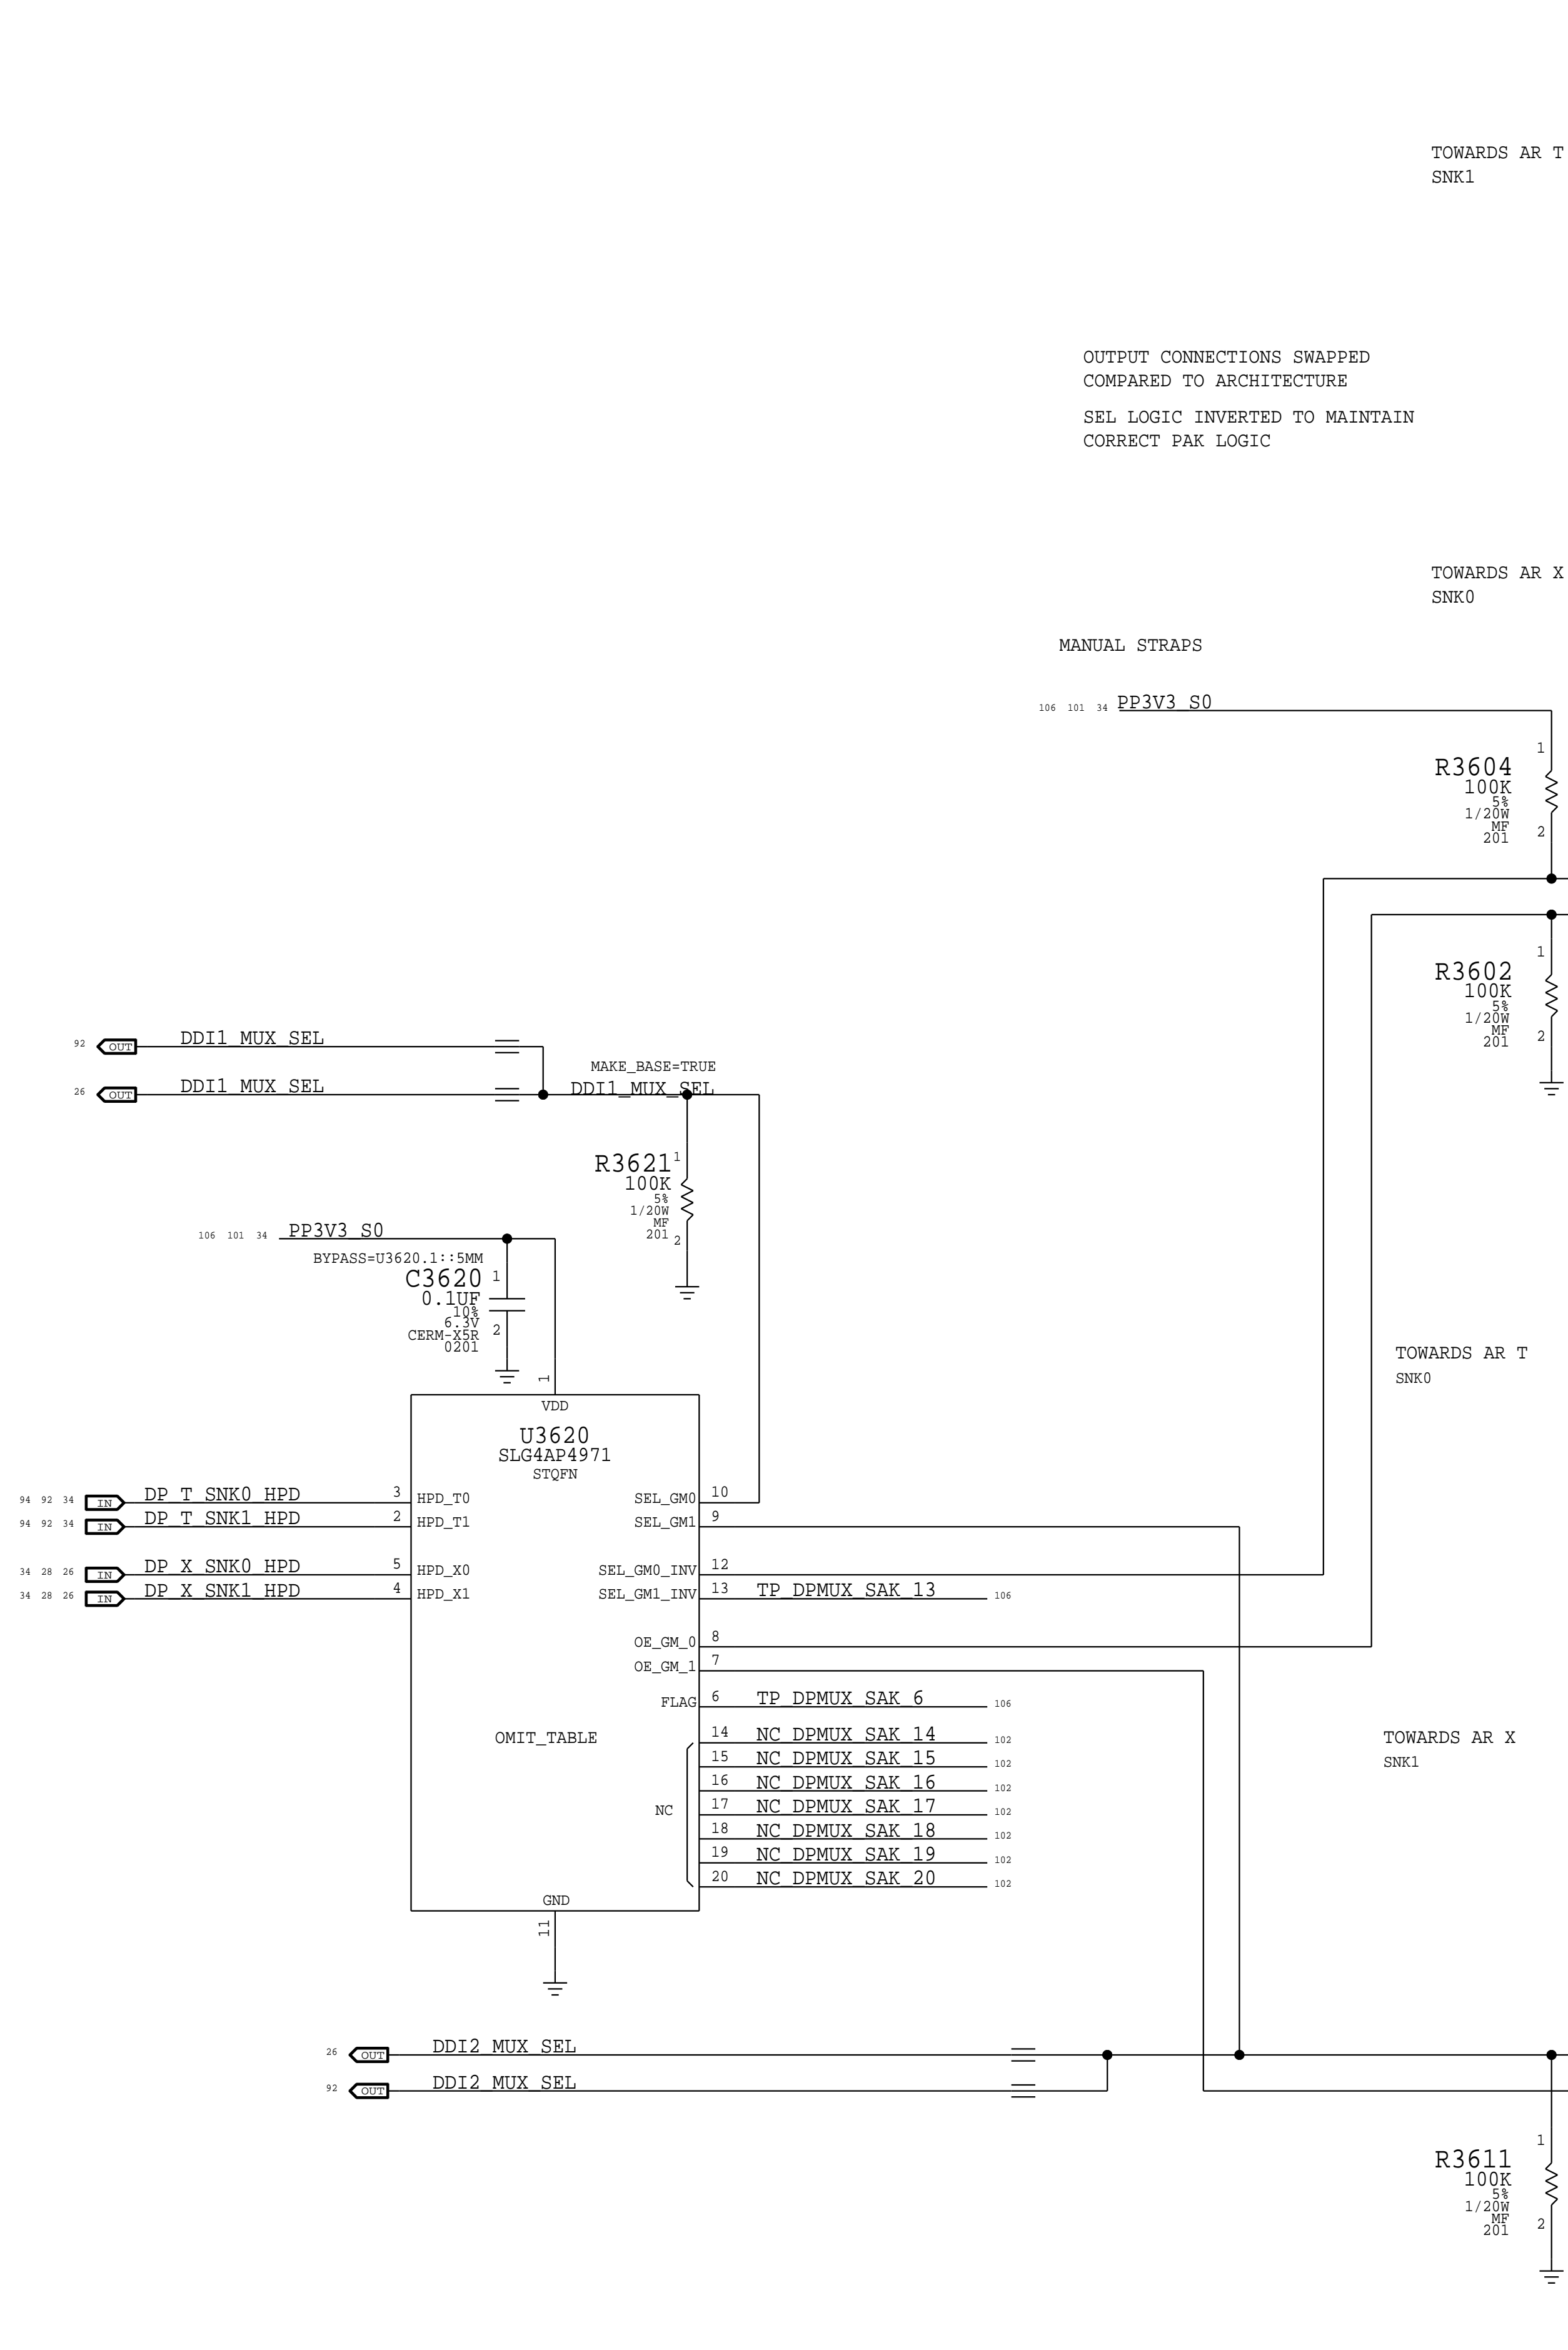 TOWARDS AR T
SNK1
OUTPUT CONNECTIONS SWAPPED
COMPARED TO ARCHITECTURE
SEL LOGIC INVERTED TO MAINTAIN
CORRECT PAK LOGIC
TOWARDS AR X
SNK0
MANUAL STRAPS
106 101 34 PP3V3_S0
1
R3604
100K
5%
1/20W
MF
201
2
1
R3602
100K
5%
1/20W
MF
201
2
92 OUT DDI1_MUX_SEL
MAKE_BASE=TRUE
26 OUT DDI1_MUX_SEL DDI1_MUX_SEL
R3621 1
100K
5%
1/20W
MF
201 2
106 101 34 PP3V3_S0
BYPASS=U3620.1::5MM
C3620 1
0.1UF
10%
6.3V
CERM-X5R 2
0201
TOWARDS AR T
SNK0
1
VDD
U3620
SLG4AP4971
STQFN
94 92 34 IN DP_T_SNK0_HPD 3 HPD_T0 SEL_GM0 10
94 92 34 IN DP_T_SNK1_HPD 2 HPD_T1 SEL_GM1 9
34 28 26 IN DP_X_SNK0_HPD 5 HPD_X0 SEL_GM0_INV 12
34 28 26 IN DP_X_SNK1_HPD 4 HPD_X1 SEL_GM1_INV 13 TP_DPMUX_SAK_13 106
OE_GM_0 8
OE_GM_1 7
FLAG 6 TP_DPMUX_SAK_6 106
OMIT_TABLE
14 NC_DPMUX_SAK_14 102
15 NC_DPMUX_SAK_15 102
16 NC_DPMUX_SAK_16 102
NC 17 NC_DPMUX_SAK_17 102
18 NC_DPMUX_SAK_18 102
19 NC_DPMUX_SAK_19 102
20 NC_DPMUX_SAK_20 102
TOWARDS AR X
SNK1
GND
11
26 OUT DDI2_MUX_SEL
92 OUT DDI2_MUX_SEL
1
R3611
100K
5%
1/20W
MF
201
2